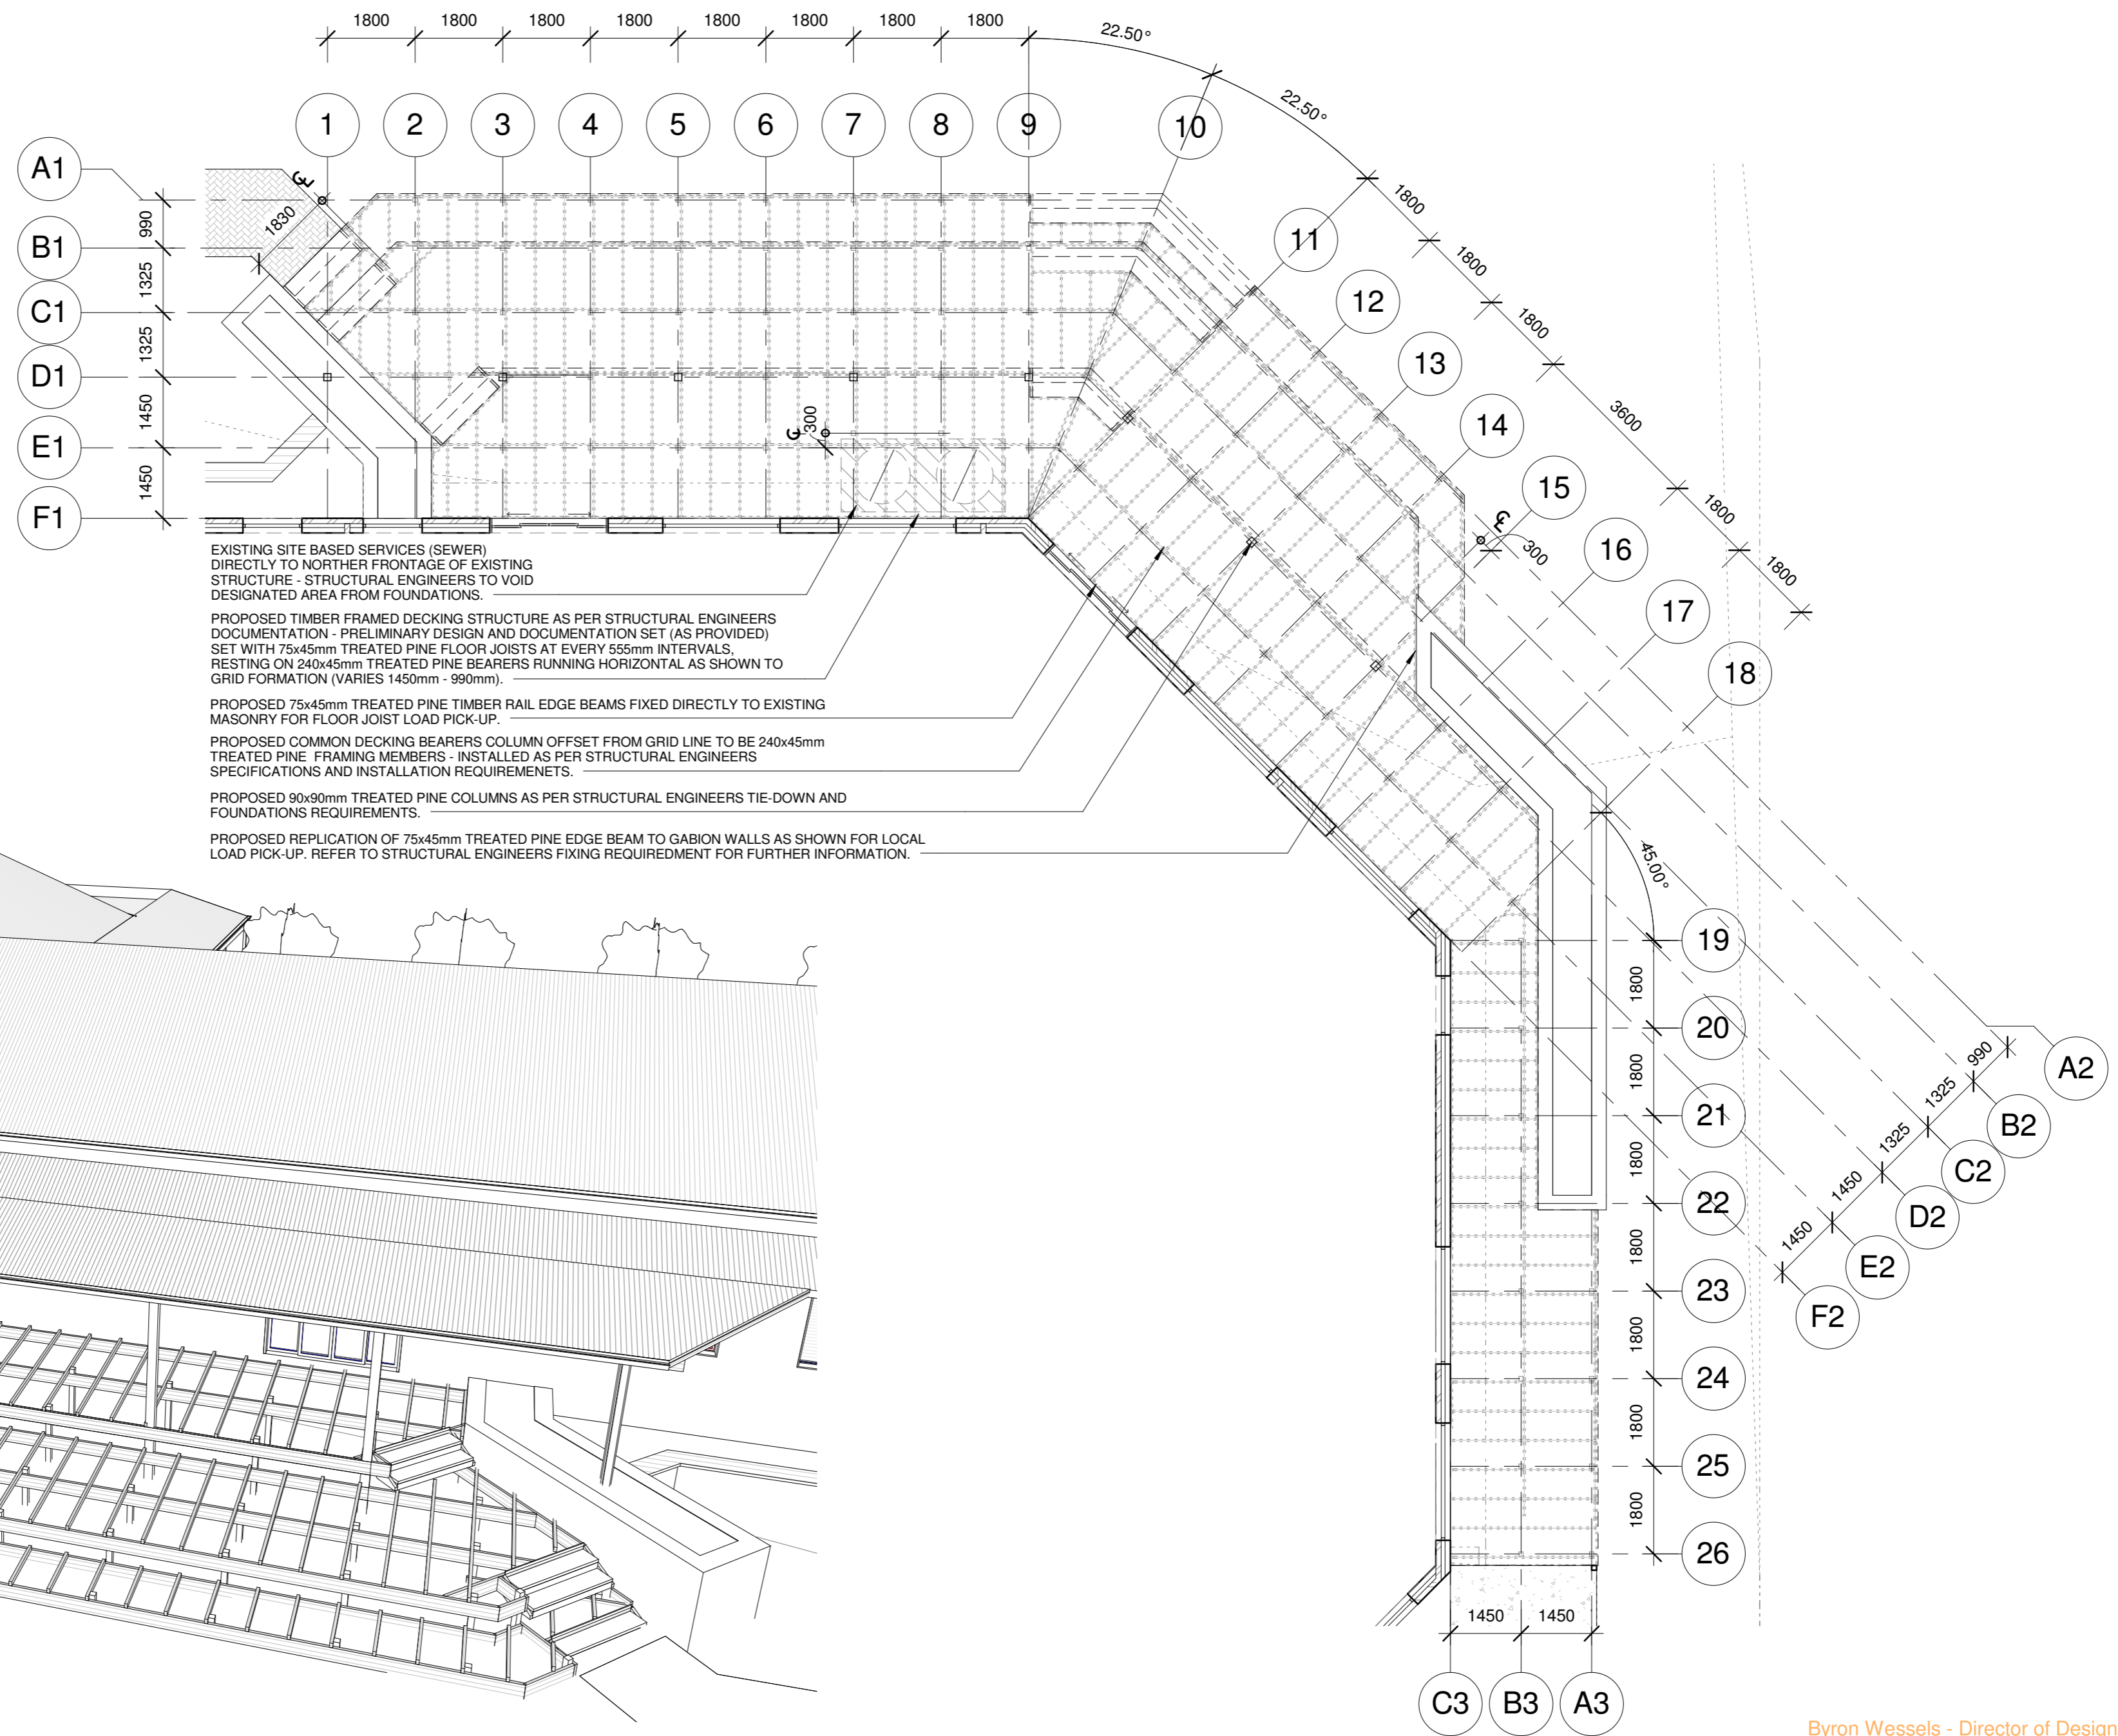 1800 1800 1800 1800 1800 1800 1800 1800
22.50°
22.50°
1 2 3 4 5 6 7 8 9 10
11
12
13
14
15
16
17
18
1800
1800
1800
3600
1800
1800
A1
B1
C1
D1
E1
F1
990
1325
1325
1450
1450
1830
300
300
EXISTING SITE BASED SERVICES (SEWER)
DIRECTLY TO NORTHER FRONTAGE OF EXISTING
STRUCTURE - STRUCTURAL ENGINEERS TO VOID
DESIGNATED AREA FROM FOUNDATIONS.
PROPOSED TIMBER FRAMED DECKING STRUCTURE AS PER STRUCTURAL ENGINEERS
DOCUMENTATION - PRELIMINARY DESIGN AND DOCUMENTATION SET (AS PROVIDED)
SET WITH 75x45mm TREATED PINE FLOOR JOISTS AT EVERY 555mm INTERVALS,
RESTING ON 240x45mm TREATED PINE BEARERS RUNNING HORIZONTAL AS SHOWN TO
GRID FORMATION (VARIES 1450mm - 990mm).
PROPOSED 75x45mm TREATED PINE TIMBER RAIL EDGE BEAMS FIXED DIRECTLY TO EXISTING
MASONRY FOR FLOOR JOIST LOAD PICK-UP.
PROPOSED COMMON DECKING BEARERS COLUMN OFFSET FROM GRID LINE TO BE 240x45mm
TREATED PINE FRAMING MEMBERS - INSTALLED AS PER STRUCTURAL ENGINEERS
SPECIFICATIONS AND INSTALLATION REQUIREMENETS.
PROPOSED 90x90mm TREATED PINE COLUMNS AS PER STRUCTURAL ENGINEERS TIE-DOWN AND
FOUNDATIONS REQUIREMENTS.
PROPOSED REPLICATION OF 75x45mm TREATED PINE EDGE BEAM TO GABION WALLS AS SHOWN FOR LOCAL
LOAD PICK-UP. REFER TO STRUCTURAL ENGINEERS FIXING REQUIREDMENT FOR FURTHER INFORMATION.
45.00°
19
20
21
22
23
24
25
26
1800
1800
1800
1800
1800
1800
1800
990
1325
1325
1450
1450
A2
B2
C2
D2
E2
F2
1450 1450
C3 B3 A3
Byron Wessels - Director of Design